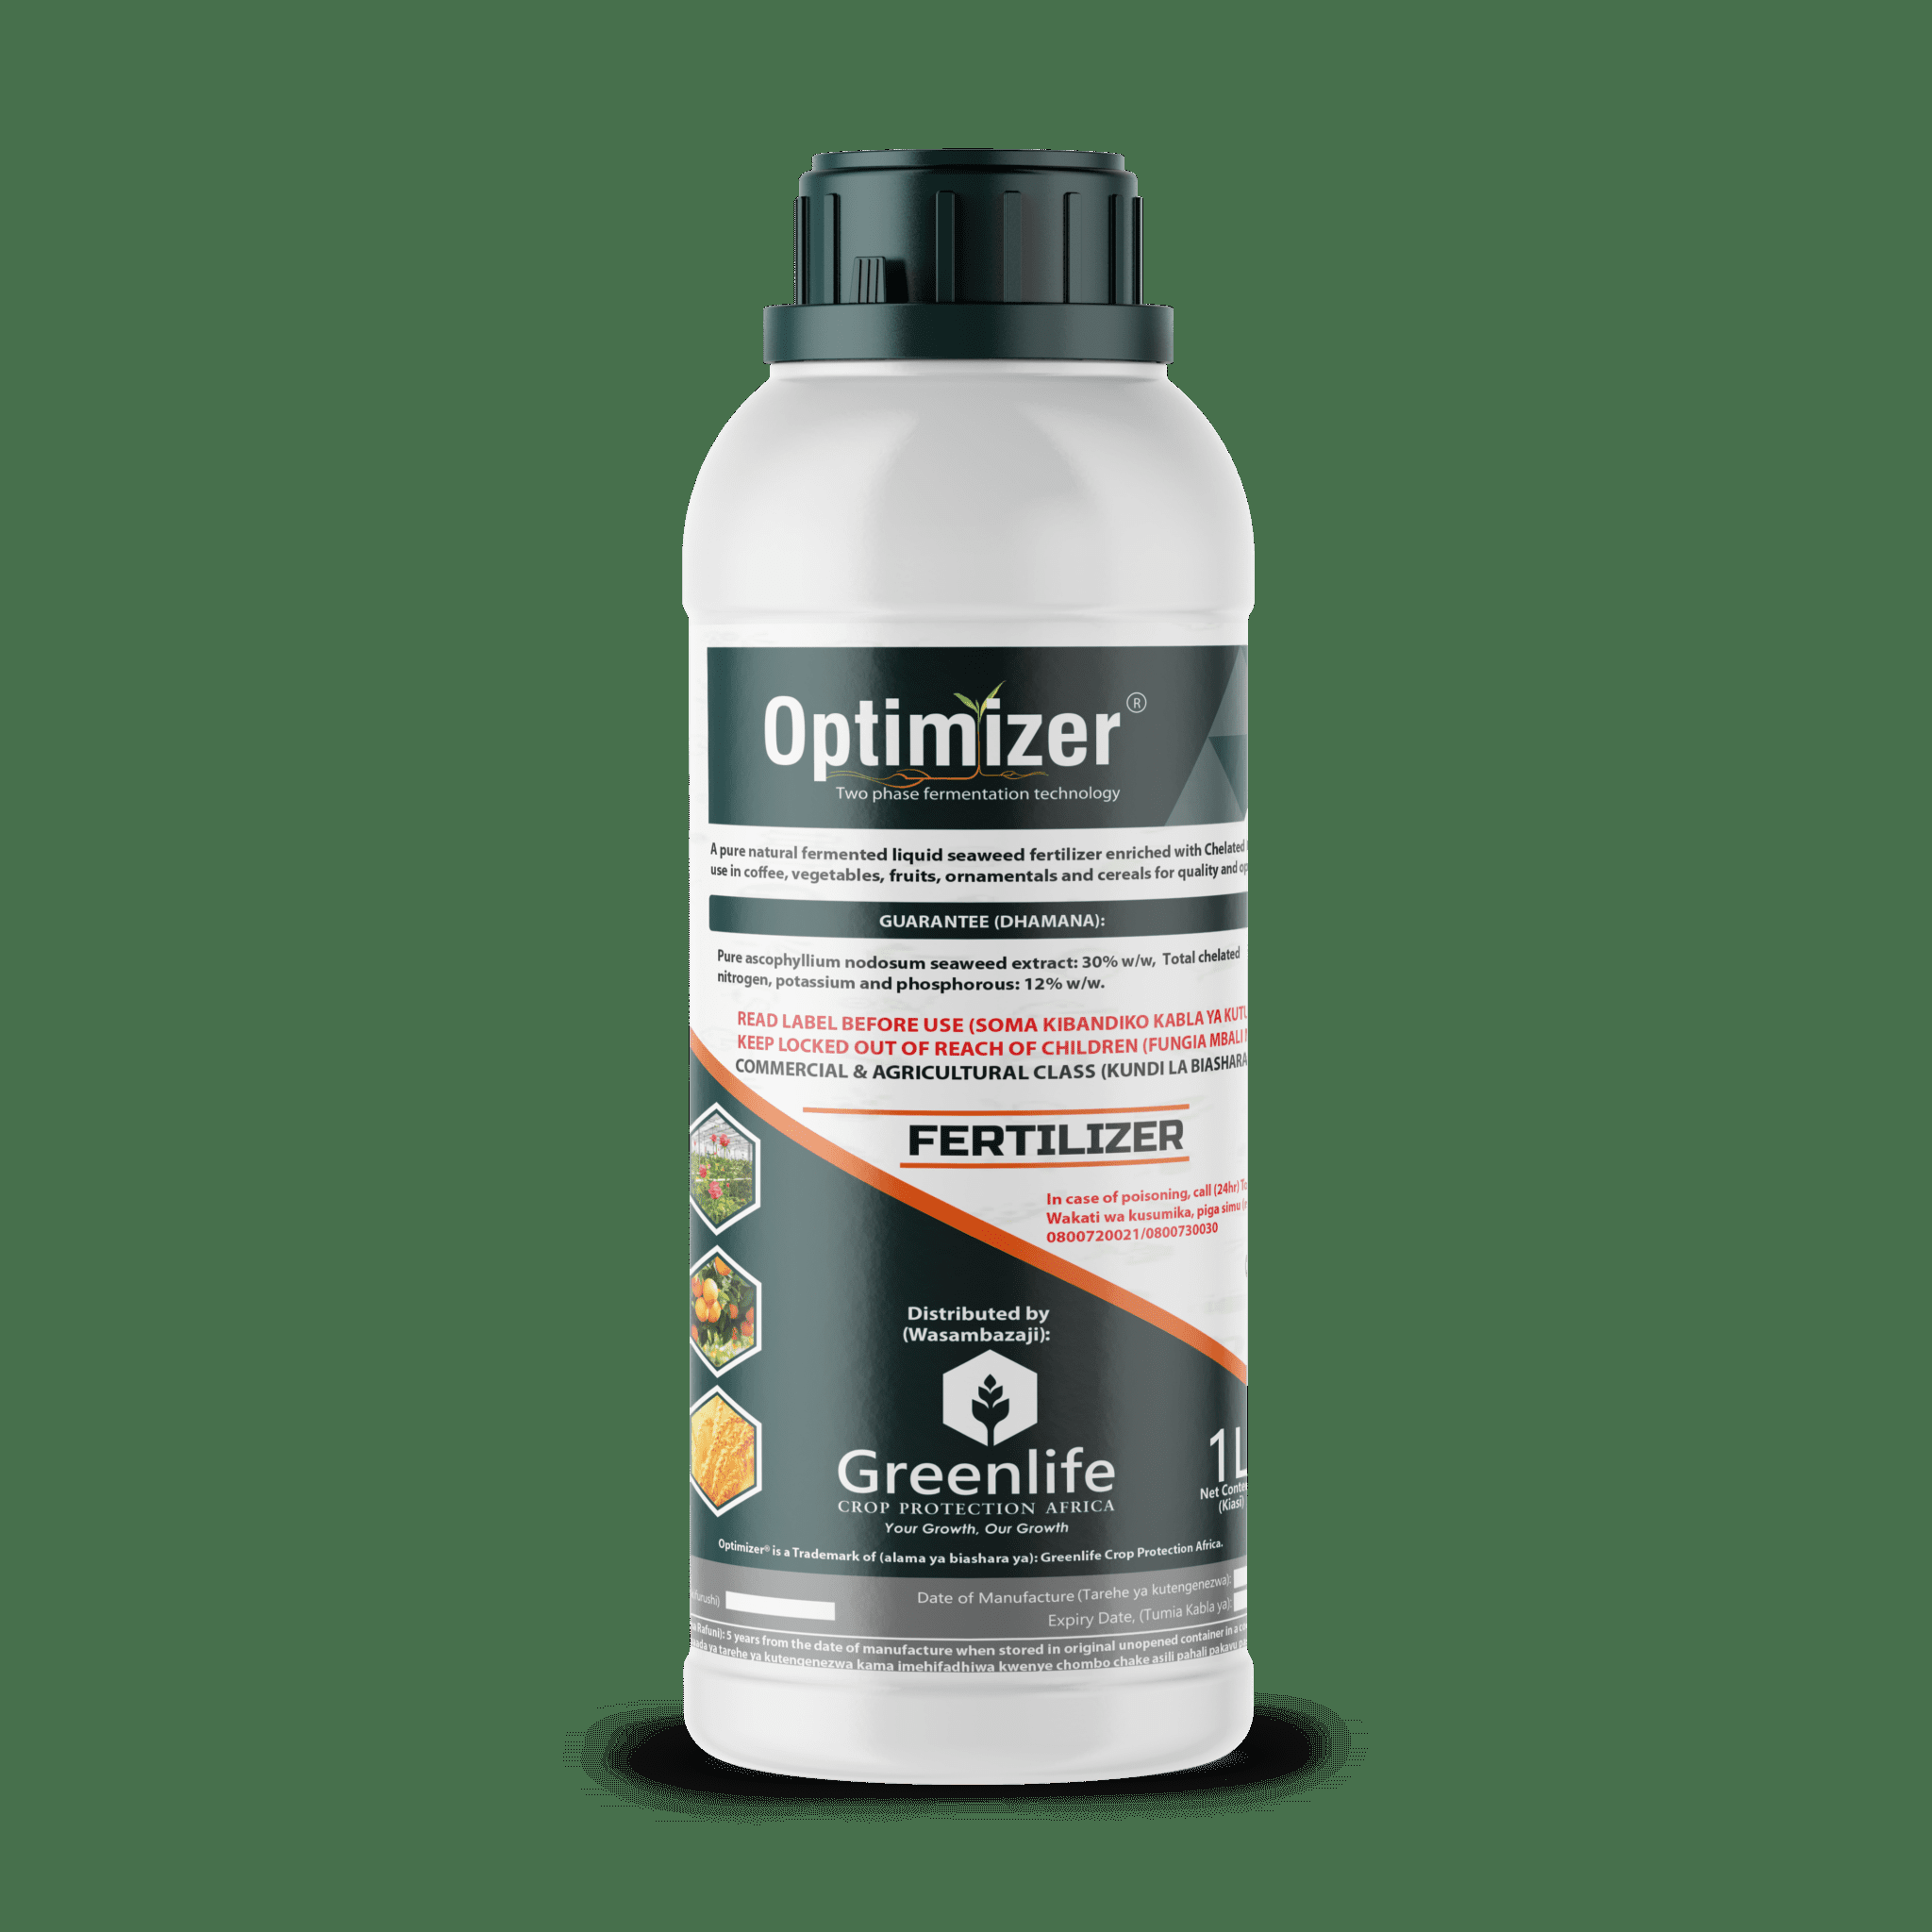 Optimizer®
Two phase fermentation technology
A pure natural fermented liquid seaweed fertilizer enriched with Chelated
use in coffee, vegetables, fruits, ornamentals and cereals for quality and
GUARANTEE (DHAMANA):
Pure ascophyllium nodosum seaweed extract: 30% w/w, Total chelated
nitrogen, potassium and phosphorous: 12% w/w.
READ LABEL BEFORE USE (SOMA KIBANDIKO KABLA YA
KEEP LOCKED OUT OF REACH OF CHILDREN (FUNGIA MBALI
COMMERCIAL & AGRICULTURAL CLASS (KUNDI LA BIASHARA
FERTILIZER
In case of poisoning, call (24hr)
Wakati wa kusumika, piga simu
0800720021/0800730030
Distributed by
(Wasambazaji):
Greenlife
CROP PROTECTION AFRICA
Your Growth, Our Growth
1L
Net
(Kiasi)
Optimizer® is a Trademark of (alama ya biashara ya): Greenlife Crop Protection Africa.
Date of Manufacture (Tarehe ya kutengenezwa):
Expiry Date, (Tumia Kabla ya):
Rafuni): 5 years from the date of manufacture when stored in original unopened container in a
ya tarehe ya kutengenezwa kama imehifadhiwa kwenye chombo chake asili pahali pakavu